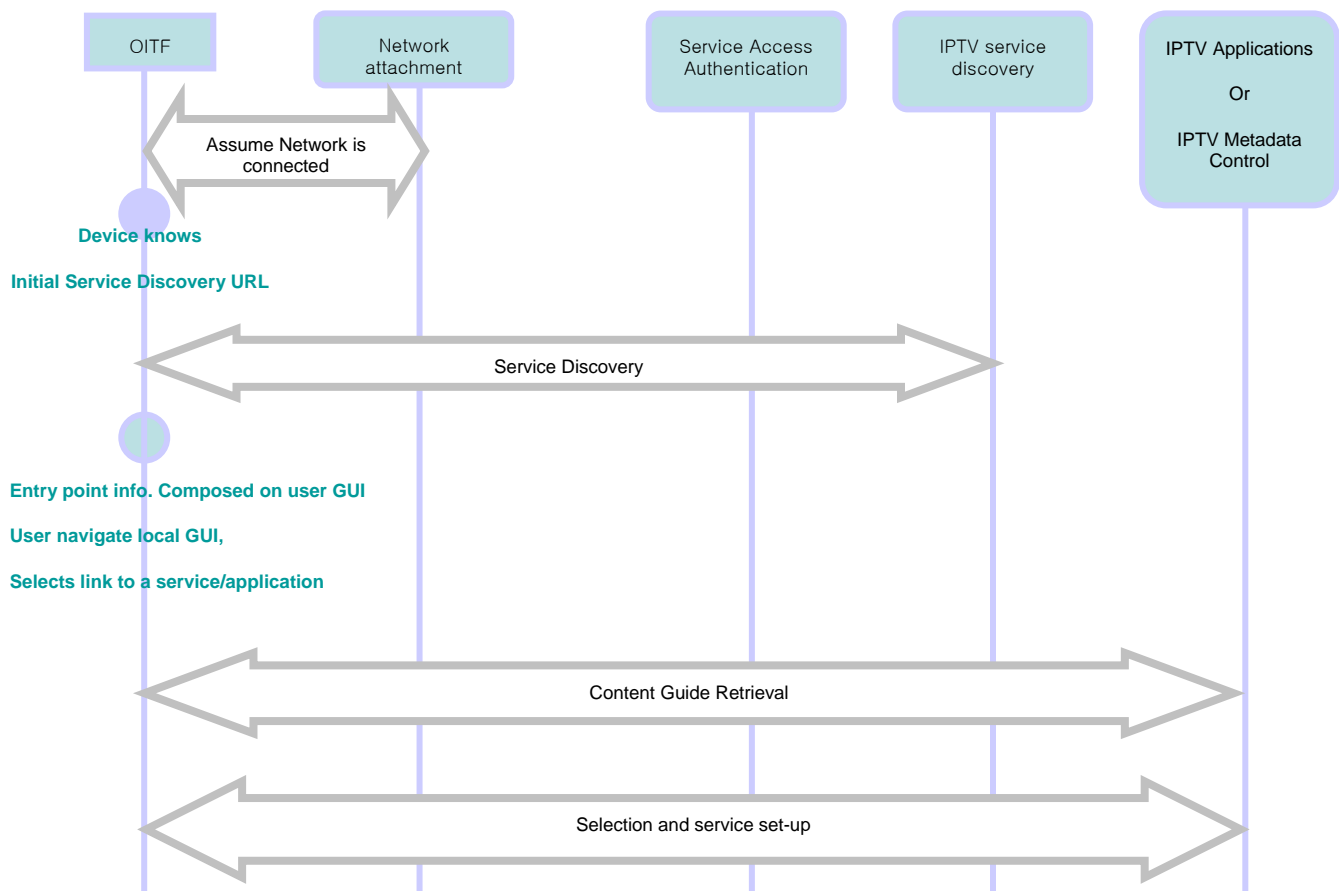 OITF
Network
attachment
Service Access
Authentication
IPTV service
discovery
IPTV Applications
Or
IPTV Metadata
Control
Assume Network is
connected
Device knows
Initial Service Discovery URL
Service Discovery
Entry point info. Composed on user GUI
User navigate local GUI,
Selects link to a service/application
Content Guide Retrieval
Selection and service set-up